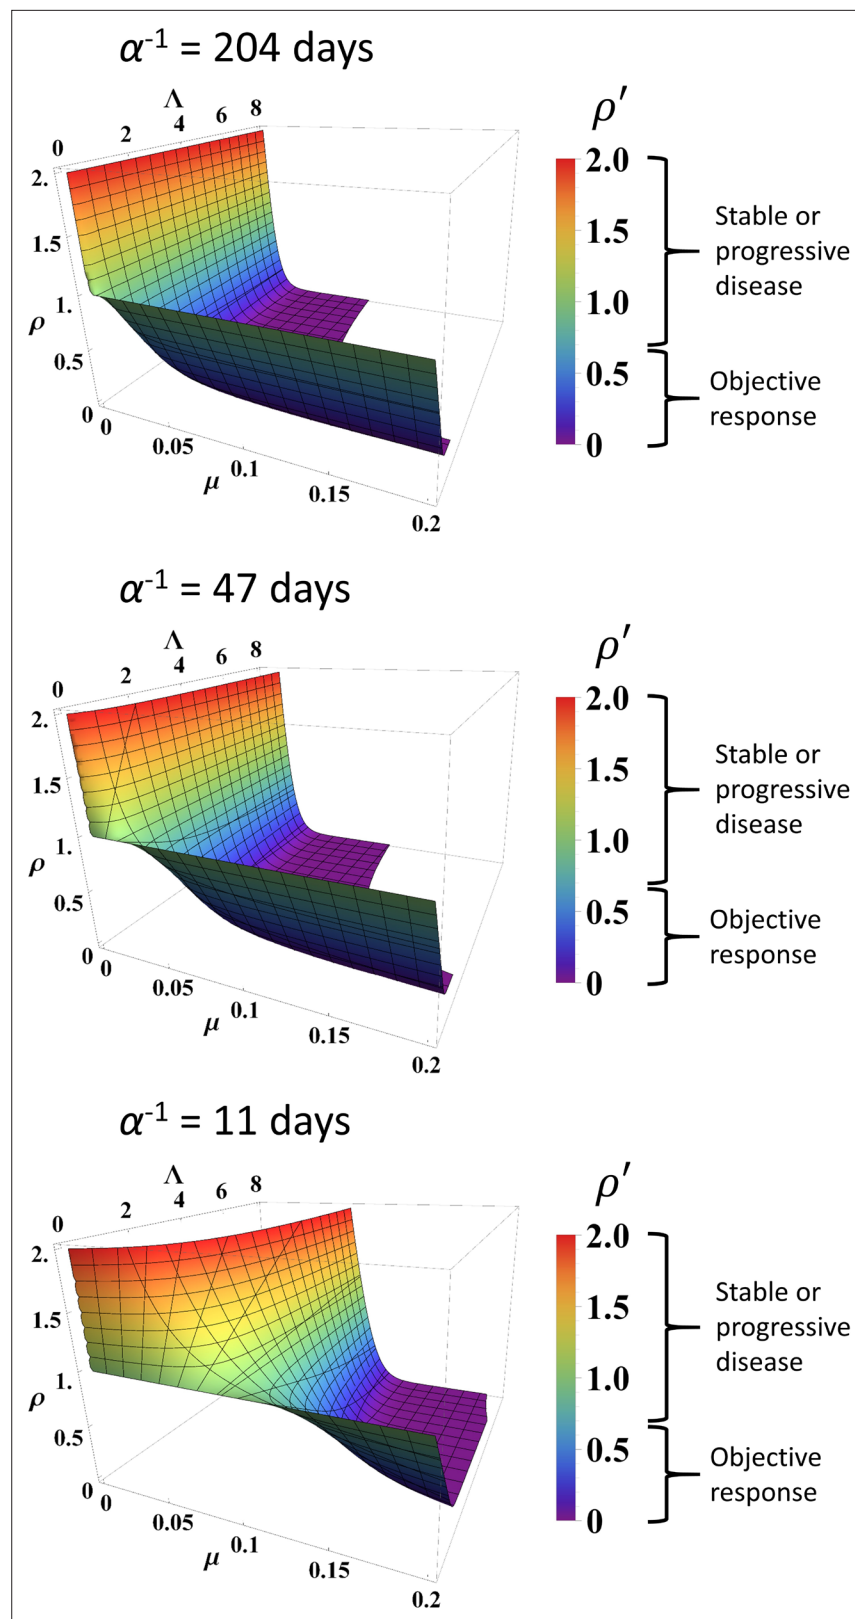 α-1 = 204 days
Λ
0 2 4 6 8
ρ′
2.
1.5
1.
ρ
0.5
0
0 0.05 0.1 0.15 0.2
μ
2.0
1.5
1.0
0.5
0
Stable or
progressive
disease
Objective
response
α-1 = 47 days
Λ
0 2 4 6 8
ρ′
2.
1.5
1.
ρ
0.5
0
0 0.05 0.1 0.15 0.2
μ
2.0
1.5
1.0
0.5
0
Stable or
progressive
disease
Objective
response
α-1 = 11 days
Λ
0 2 4 6 8
ρ′
2.
1.5
1.
ρ
0.5
0
0 0.05 0.1 0.15 0.2
μ
2.0
1.5
1.0
0.5
0
Stable or
progressive
disease
Objective
response